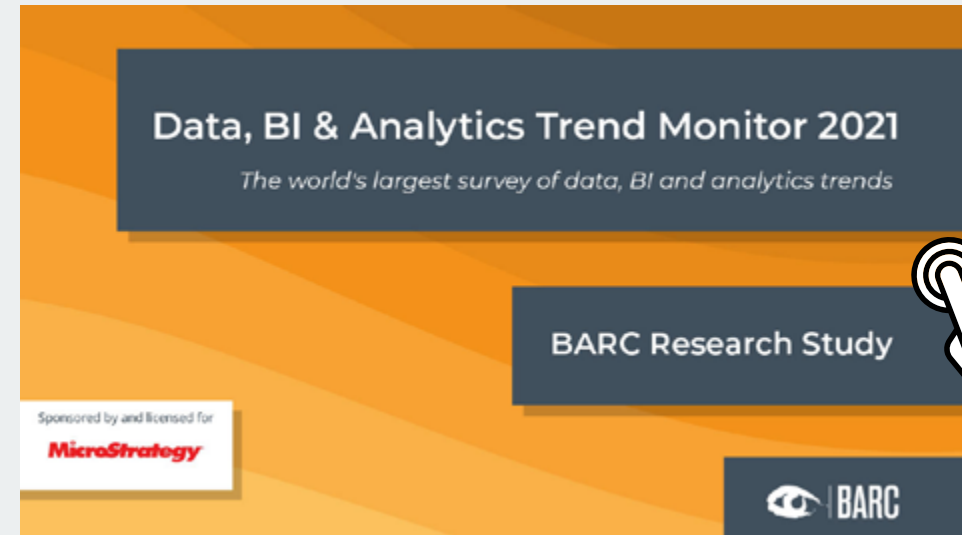 Data, BI & Analytics Trend Monitor 2021
The world's largest survey of data, BI and analytics trends
BARC Research Study
Sponsored by and licensed for
MicroStrategy
BARC